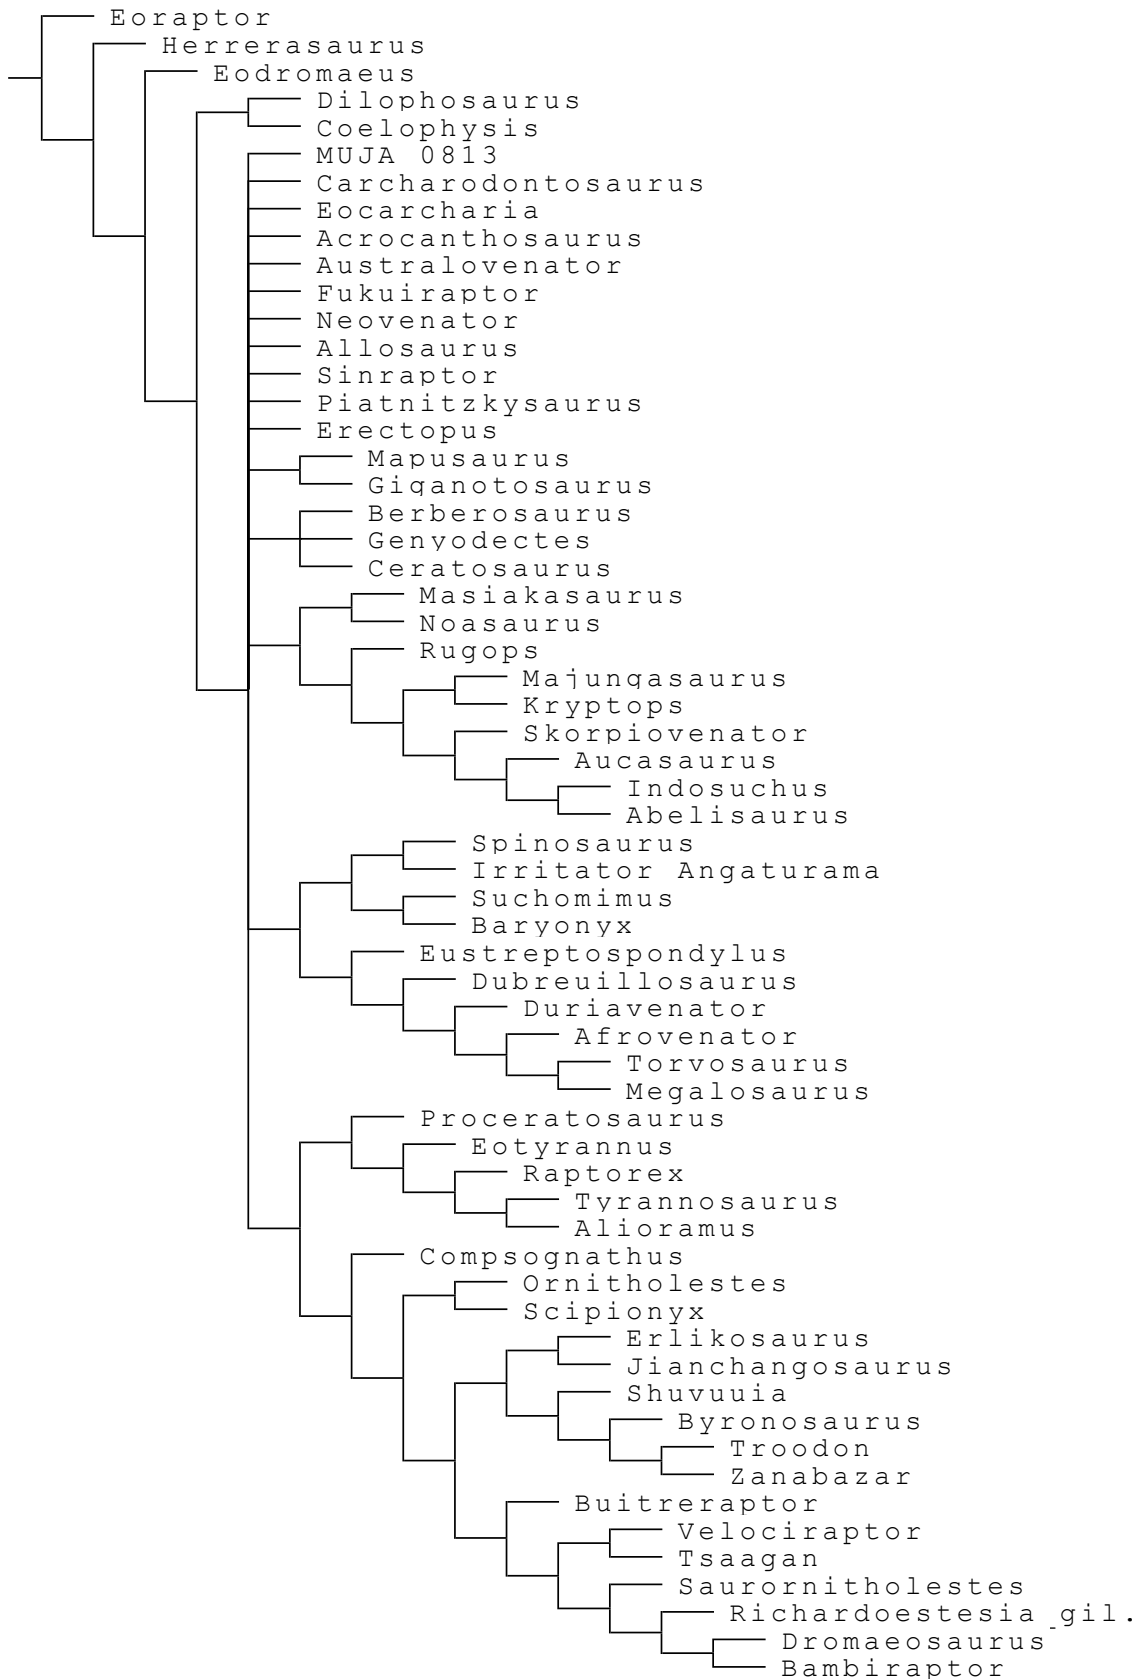 Eoraptor
Herrerasaurus
Eodromaeus
Dilophosaurus
Coelophysis
MUJA 0813
Carcharodontosaurus
Eocarcharia
Acrocanthosaurus
Australovenator
Fukuiraptor
Neovenator
Allosaurus
Sinraptor
Piatnitzkysaurus
Erectopus
Mapusaurus
Giganotosaurus
Berberosaurus
Genyodectes
Ceratosaurus
Masiakasaurus
Noasaurus
Rugops
Majungasaurus
Kryptops
Skorpiovenator
Aucasaurus
Indosuchus
Abelisaurus
Spinosaurus
Irritator Angaturama
Suchomimus
Baryonyx
Eustreptospondylus
Dubreuillosaurus
Duriavenator
Afrovenator
Torvosaurus
Megalosaurus
Proceratosaurus
Eotyrannus
Raptorex
Tyrannosaurus
Alioramus
Compsognathus
Ornitholestes
Scipionyx
Erlikosaurus
Jianchangosaurus
Shuvuuia
Byronosaurus
Troodon
Zanabazar
Buitreraptor
Velociraptor
Tsaagan
Saurornitholestes
Richardoestesia gil.
Dromaeosaurus
Bambiraptor